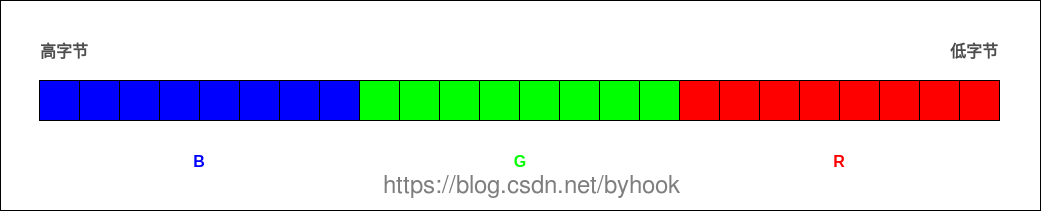 高字节 低字节
B G R
https://blog.csdn.net/byhook